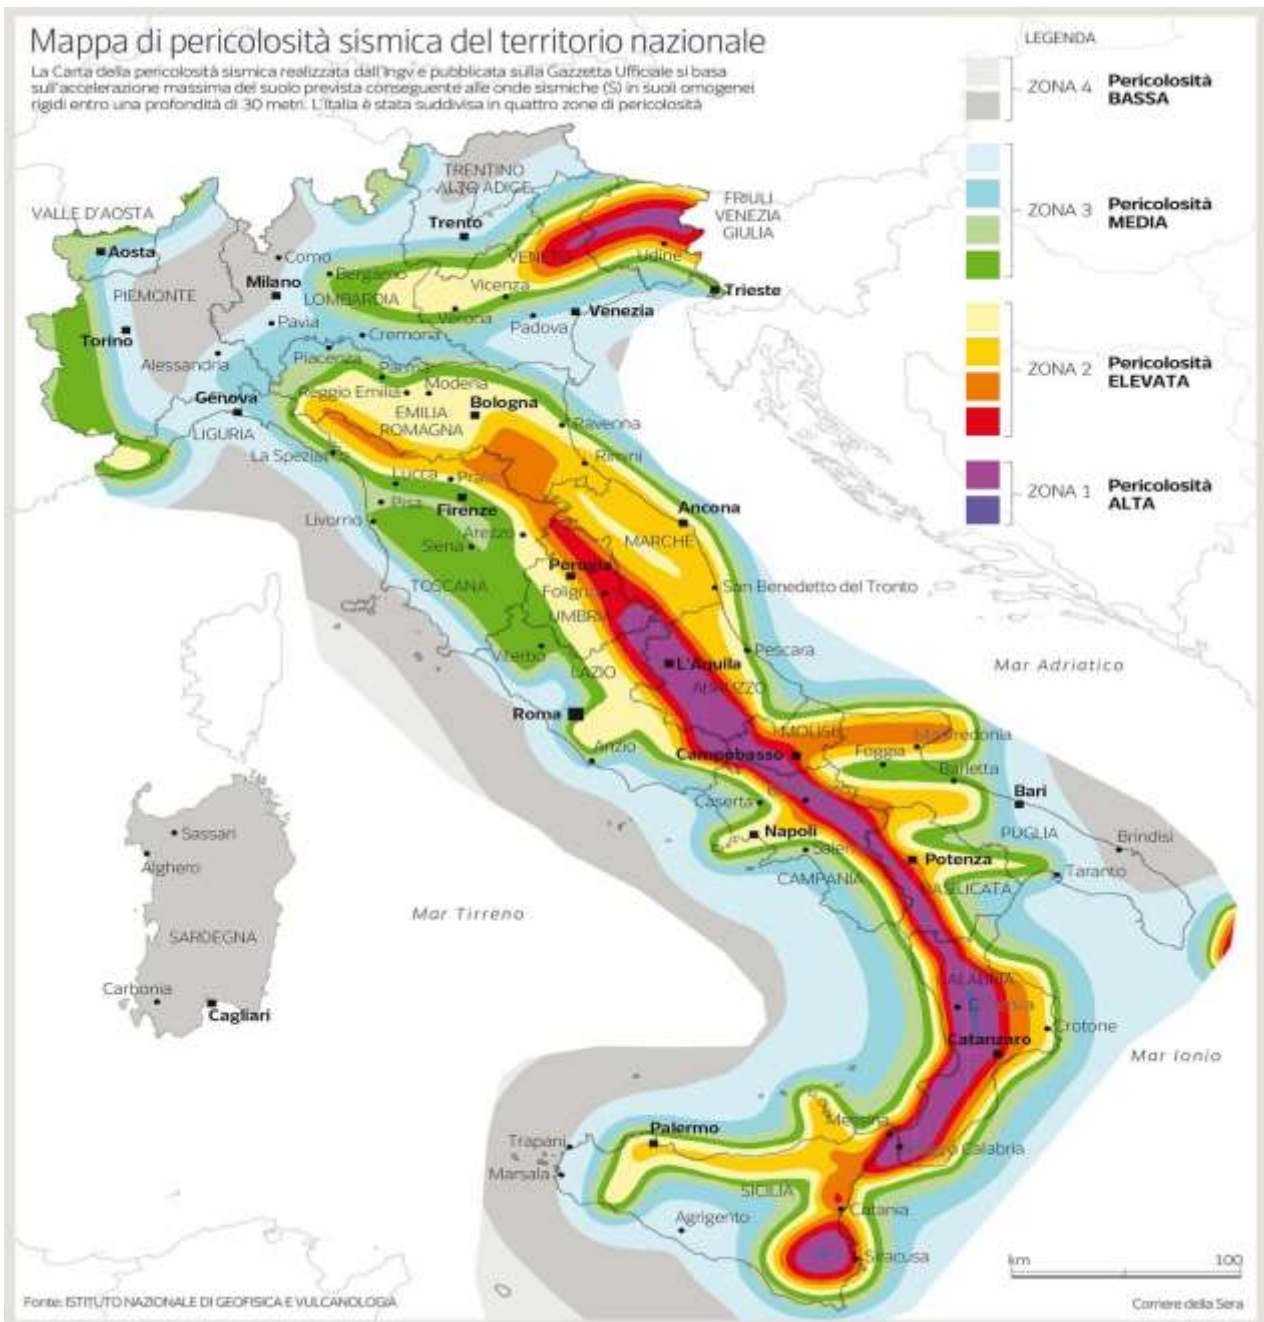 Mappa di pericolosità sismica del territorio nazionale
La Carta della pericolosità sismica realizzata dall'Ingv e pubblicata sulla Gazzetta Ufficiale si basa
sull'accelerazione massima del suolo prevista conseguente alle onde sismiche (S) in suoli omogenei
rigidi entro una profondità di 30 metri. L'Italia è stata suddivisa in quattro zone di pericolosità
LEGENDA
ZONA 4
Pericolosità
BASSA
ZONA 3
Pericolosità
MEDIA
ZONA 2
Pericolosità
ELEVATA
ZONA 1
Pericolosità
ALTA
TRENTINO
ALTO ADIGE
FRIULI
VENEZIA
GIULIA
VALLE D'AOSTA
Trento
Aosta
Como
VENETO
Udine
Bergamo
Milano
PIEMONTE
LOMBARDIA
Vicenza
Trieste
Verona
Padova
Venezia
Pavia
Cremona
Torino
Piacenza
Alessandria
Parma
Reggio Emilia
Modena
Genova
Bologna
EMILIA
ROMAGNA
LIGURIA
Ravenna
La Spezia
Rimini
Lucca
Pisa
Firenze
Ancona
Livorno
Arezzo
Siena
MARCHE
Perugia
TOSCANA
Foligno
San Benedetto del Tronto
UMBRIA
Viterbo
L'Aquila
Pescara
LAZIO
ABRUZZO
Mar Adriatico
Roma
MOLISE
Manfredonia
Anzio
Campobasso
Foggia
Barletta
Caserta
Bari
Napoli
PUGLIA
Brindisi
Potenza
Taranto
CAMPANIA
BASILICATA
Sassari
Alghero
Mar Tirreno
SARDEGNA
Carbonia
Cagliari
CALABRIA
Crotone
Catanzaro
Mar Ionio
Messina
Palermo
Trapani
Reggio Calabria
Marsala
SICILIA
Catania
Agrigento
Siracusa
km 100
Fonte: ISTITUTO NAZIONALE DI GEOFISICA E VULCANOLOGIA
Corriere della Sera